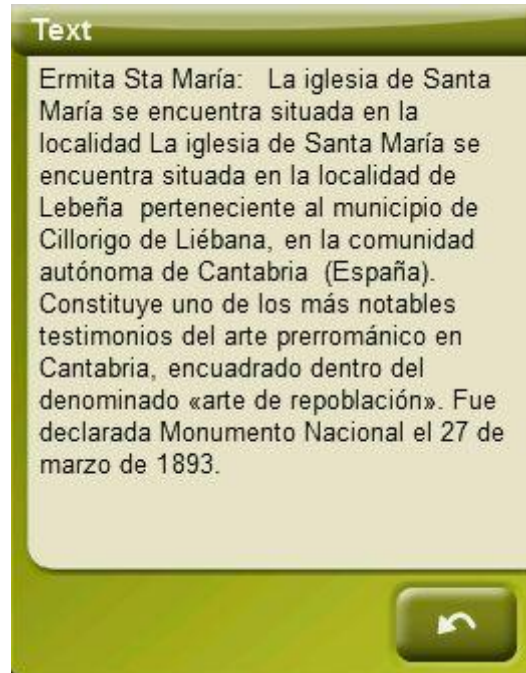 Text
Ermita Sta María:   La iglesia de Santa
María se encuentra situada en la
localidad La iglesia de Santa María se
encuentra situada en la localidad de
Lebeña  perteneciente al municipio de
Cillorigo de Liébana, en la comunidad
autónoma de Cantabria  (España).
Constituye uno de los más notables
testimonios del arte prerrománico en
Cantabria, encuadrado dentro del
denominado «arte de repoblación». Fue
declarada Monumento Nacional el 27 de
marzo de 1893.